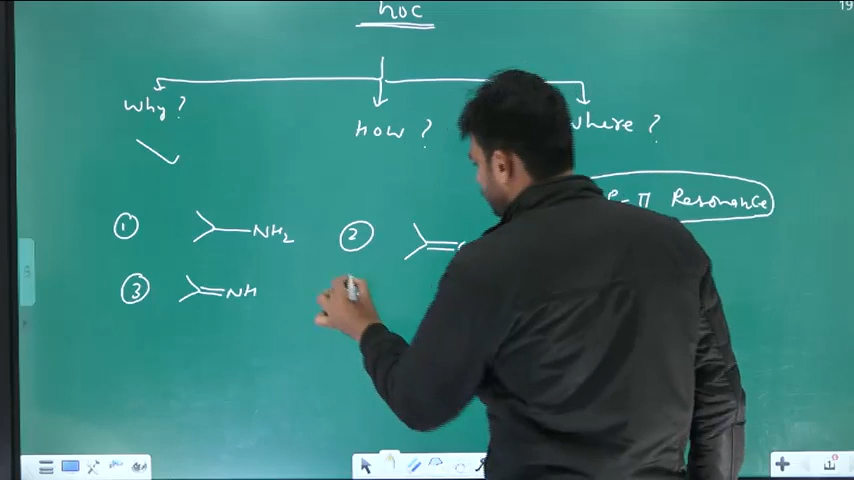 hoc
19
why?
how?
where?
π Resonance
① NH2
②
③ NH